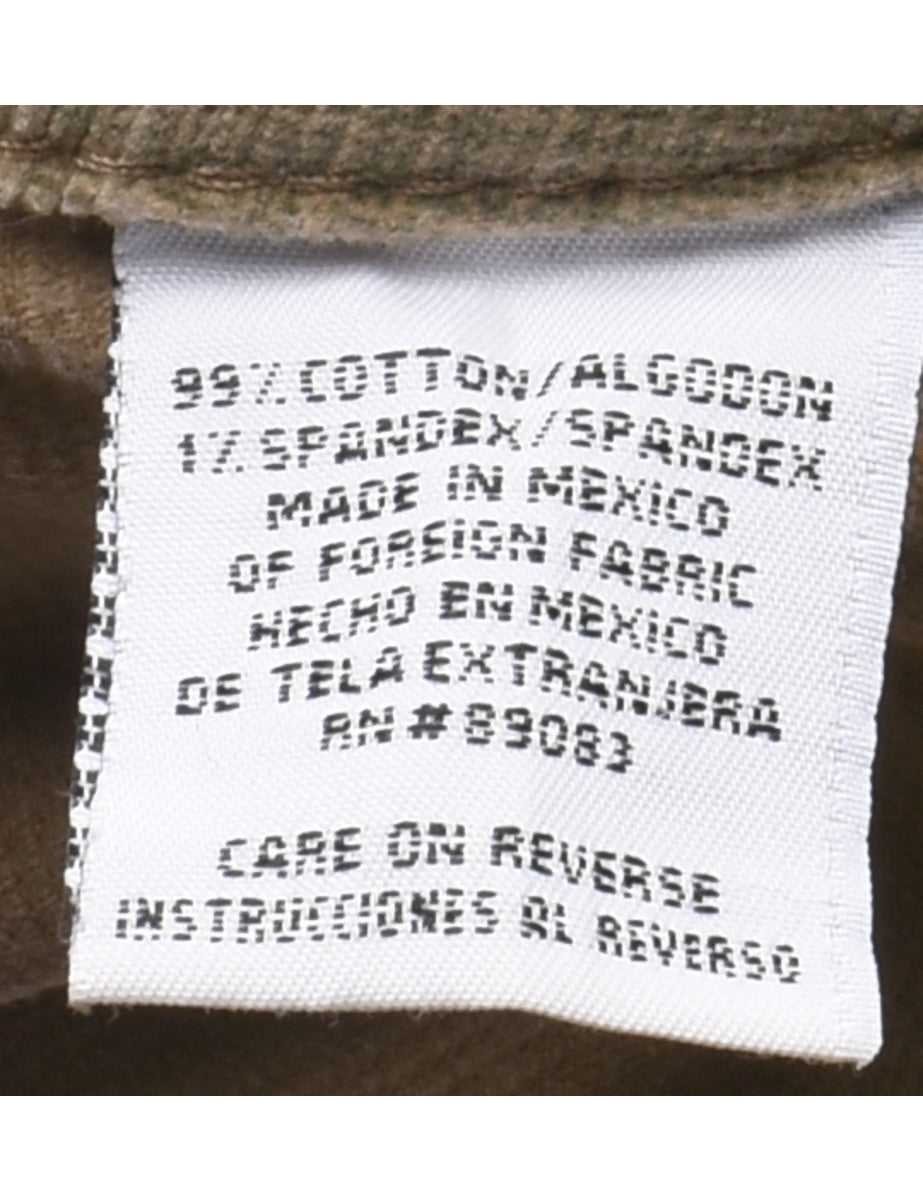 99% COTTON/ALGODON
1% SPANDEX/SPANDEX
MADE IN MEXICO
OF FOREIGN FABRIC
HECHO EN MEXICO
DE TELA EXTRANJERA
RN # 89083
CARE ON REVERSE
INSTRUCCIONES AL REVERSO